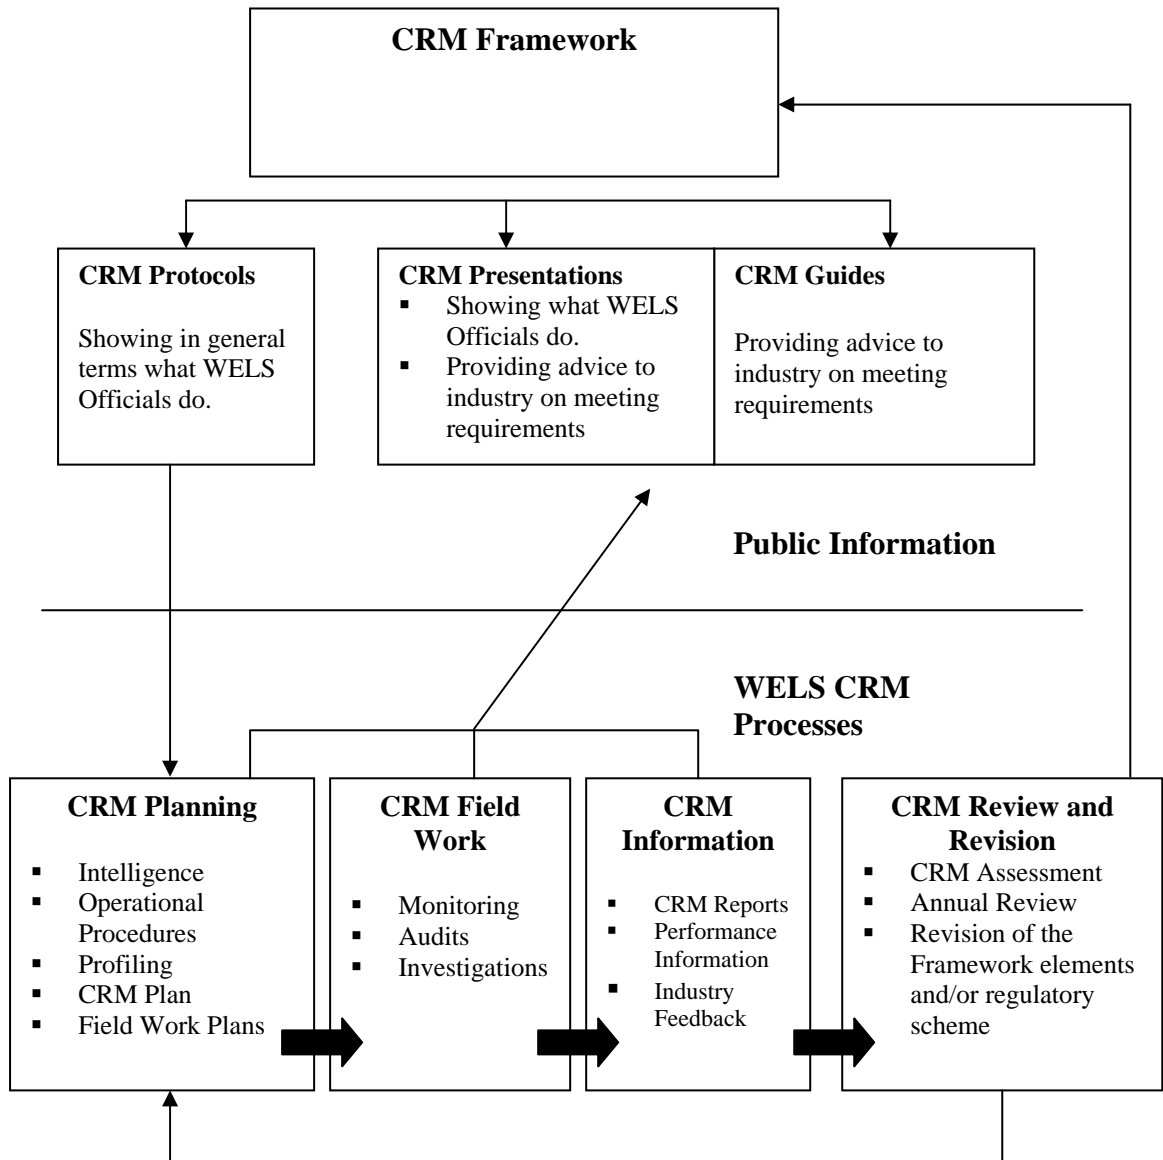 CRM Framework
CRM Protocols
Showing in general
terms what WELS
Officials do.
CRM Presentations
▪ Showing what WELS
Officials do.
▪ Providing advice to
industry on meeting
requirements
CRM Guides
Providing advice to
industry on meeting
requirements
Public Information
WELS CRM
Processes
CRM Planning
▪ Intelligence
▪ Operational
Procedures
▪ Profiling
▪ CRM Plan
▪ Field Work Plans
CRM Field
Work
▪ Monitoring
▪ Audits
▪ Investigations
CRM
Information
▪ CRM Reports
▪ Performance
Information
▪ Industry
Feedback
CRM Review and
Revision
▪ CRM Assessment
▪ Annual Review
▪ Revision of the
Framework elements
and/or regulatory
scheme